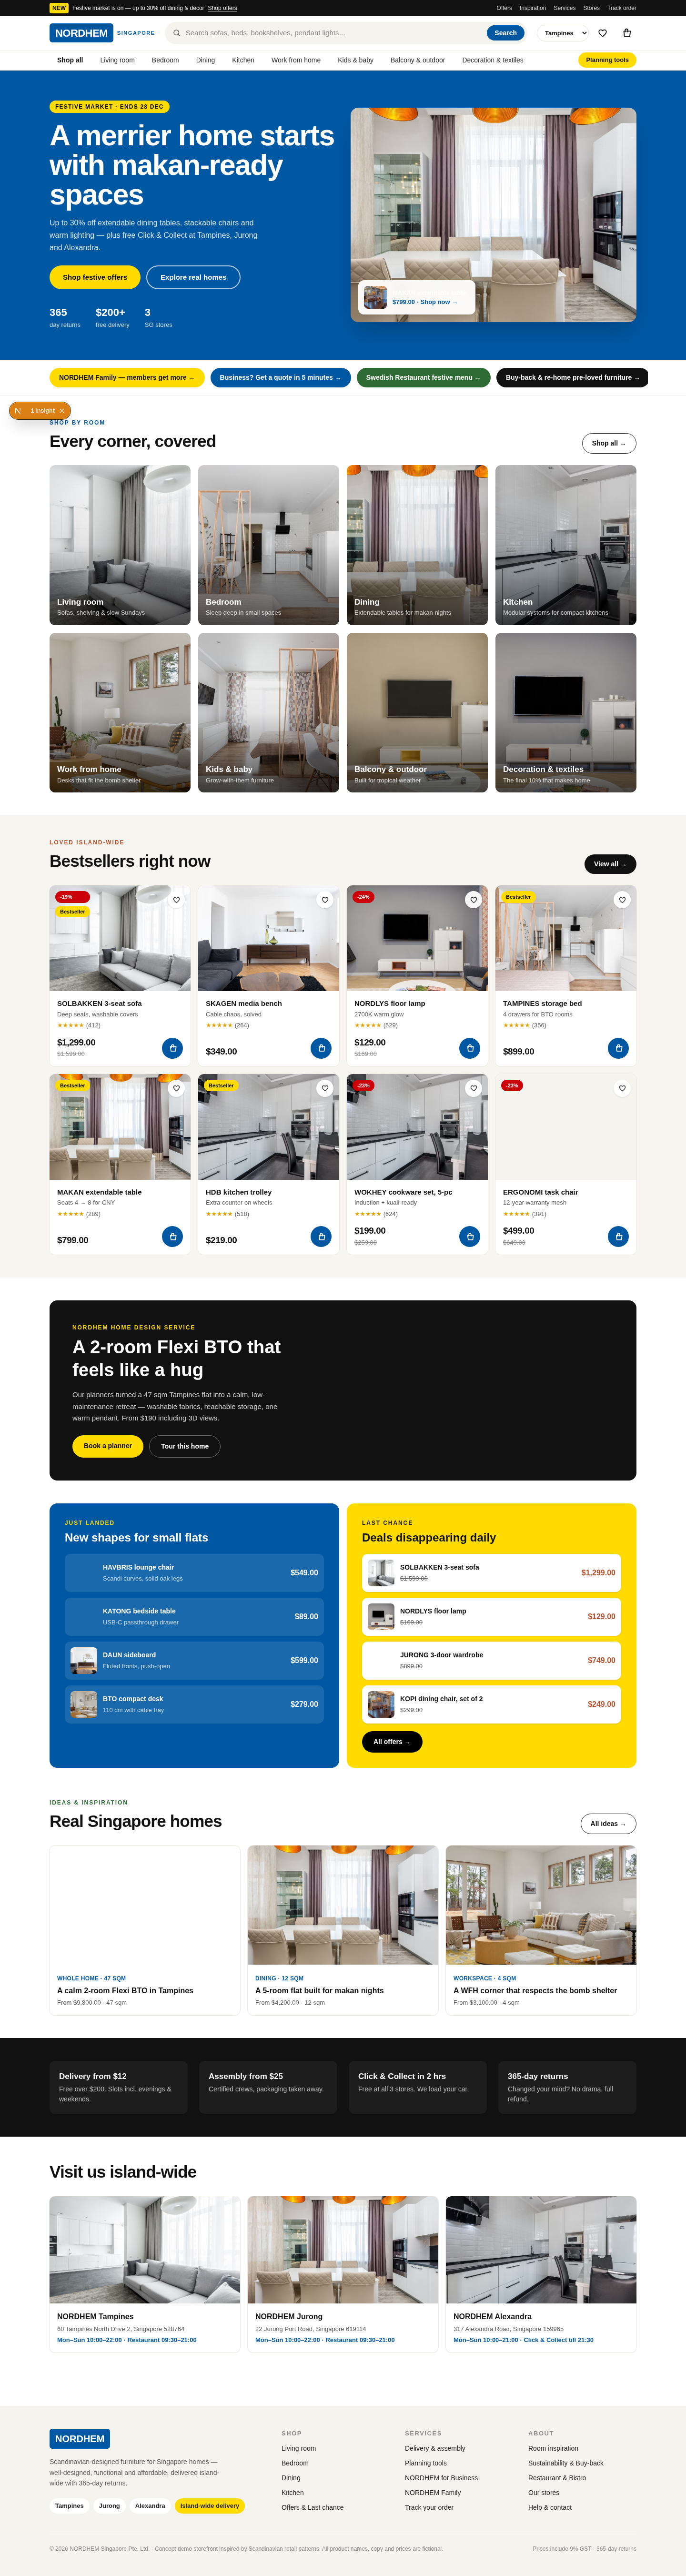 NEW Festive market is on — up to 30% off dining & decor Shop offers
Offers Inspiration Services Stores Track order
NORDHEM SINGAPORE
Search sofas, beds, bookshelves, pendant lights…
Search
Tampines
Shop all Living room Bedroom Dining Kitchen Work from home Kids & baby Balcony & outdoor Decoration & textiles
Planning tools
FESTIVE MARKET · ENDS 28 DEC
A merrier home starts
with makan-ready
spaces
Up to 30% off extendable dining tables, stackable chairs and
warm lighting — plus free Click & Collect at Tampines, Jurong
and Alexandra.
Shop festive offers
Explore real homes
365
day returns
$200+
free delivery
3
SG stores
$799.00 · Shop now →
NORDHEM Family — members get more →
Business? Get a quote in 5 minutes →
Swedish Restaurant festive menu →
Buy-back & re-home pre-loved furniture →
1 Insight
SHOP BY ROOM
Every corner, covered
Shop all →
Living room
Sofas, shelving & slow Sundays
Bedroom
Sleep deep in small spaces
Dining
Extendable tables for makan nights
Kitchen
Modular systems for compact kitchens
Work from home
Desks that fit the bomb shelter
Kids & baby
Grow-with-them furniture
Balcony & outdoor
Built for tropical weather
Decoration & textiles
The final 10% that makes home
LOVED ISLAND-WIDE
Bestsellers right now
View all →
-19%
Bestseller
SOLBAKKEN 3-seat sofa
Deep seats, washable covers
★★★★★ (412)
$1,299.00
$1,599.00
SKAGEN media bench
Cable chaos, solved
★★★★★ (264)
$349.00
-24%
NORDLYS floor lamp
2700K warm glow
★★★★★ (529)
$129.00
$169.00
Bestseller
TAMPINES storage bed
4 drawers for BTO rooms
★★★★★ (356)
$899.00
Bestseller
MAKAN extendable table
Seats 4 → 8 for CNY
★★★★★ (289)
$799.00
Bestseller
HDB kitchen trolley
Extra counter on wheels
★★★★★ (518)
$219.00
-23%
WOKHEY cookware set, 5-pc
Induction + kuali-ready
★★★★★ (624)
$199.00
$259.00
-23%
ERGONOMI task chair
12-year warranty mesh
★★★★★ (391)
$499.00
$649.00
NORDHEM HOME DESIGN SERVICE
A 2-room Flexi BTO that
feels like a hug
Our planners turned a 47 sqm Tampines flat into a calm, low-
maintenance retreat — washable fabrics, reachable storage, one
warm pendant. From $190 including 3D views.
Book a planner
Tour this home
JUST LANDED
New shapes for small flats
HAVBRIS lounge chair
Scandi curves, solid oak legs
$549.00
KATONG bedside table
USB-C passthrough drawer
$89.00
DAUN sideboard
Fluted fronts, push-open
$599.00
BTO compact desk
110 cm with cable tray
$279.00
LAST CHANCE
Deals disappearing daily
SOLBAKKEN 3-seat sofa
$1,599.00
$1,299.00
NORDLYS floor lamp
$169.00
$129.00
JURONG 3-door wardrobe
$899.00
$749.00
KOPI dining chair, set of 2
$299.00
$249.00
All offers →
IDEAS & INSPIRATION
Real Singapore homes
All ideas →
WHOLE HOME · 47 SQM
A calm 2-room Flexi BTO in Tampines
From $9,800.00 · 47 sqm
DINING · 12 SQM
A 5-room flat built for makan nights
From $4,200.00 · 12 sqm
WORKSPACE · 4 SQM
A WFH corner that respects the bomb shelter
From $3,100.00 · 4 sqm
Delivery from $12
Free over $200. Slots incl. evenings &
weekends.
Assembly from $25
Certified crews, packaging taken away.
Click & Collect in 2 hrs
Free at all 3 stores. We load your car.
365-day returns
Changed your mind? No drama, full
refund.
Visit us island-wide
NORDHEM Tampines
60 Tampines North Drive 2, Singapore 528764
Mon–Sun 10:00–22:00 · Restaurant 09:30–21:00
NORDHEM Jurong
22 Jurong Port Road, Singapore 619114
Mon–Sun 10:00–22:00 · Restaurant 09:30–21:00
NORDHEM Alexandra
317 Alexandra Road, Singapore 159965
Mon–Sun 10:00–21:00 · Click & Collect till 21:30
NORDHEM
Scandinavian-designed furniture for Singapore homes —
well-designed, functional and affordable, delivered island-
wide with 365-day returns.
Tampines Jurong Alexandra Island-wide delivery
SHOP
Living room
Bedroom
Dining
Kitchen
Offers & Last chance
SERVICES
Delivery & assembly
Planning tools
NORDHEM for Business
NORDHEM Family
Track your order
ABOUT
Room inspiration
Sustainability & Buy-back
Restaurant & Bistro
Our stores
Help & contact
© 2026 NORDHEM Singapore Pte. Ltd. · Concept demo storefront inspired by Scandinavian retail patterns. All product names, copy and prices are fictional.
Prices include 9% GST · 365-day returns